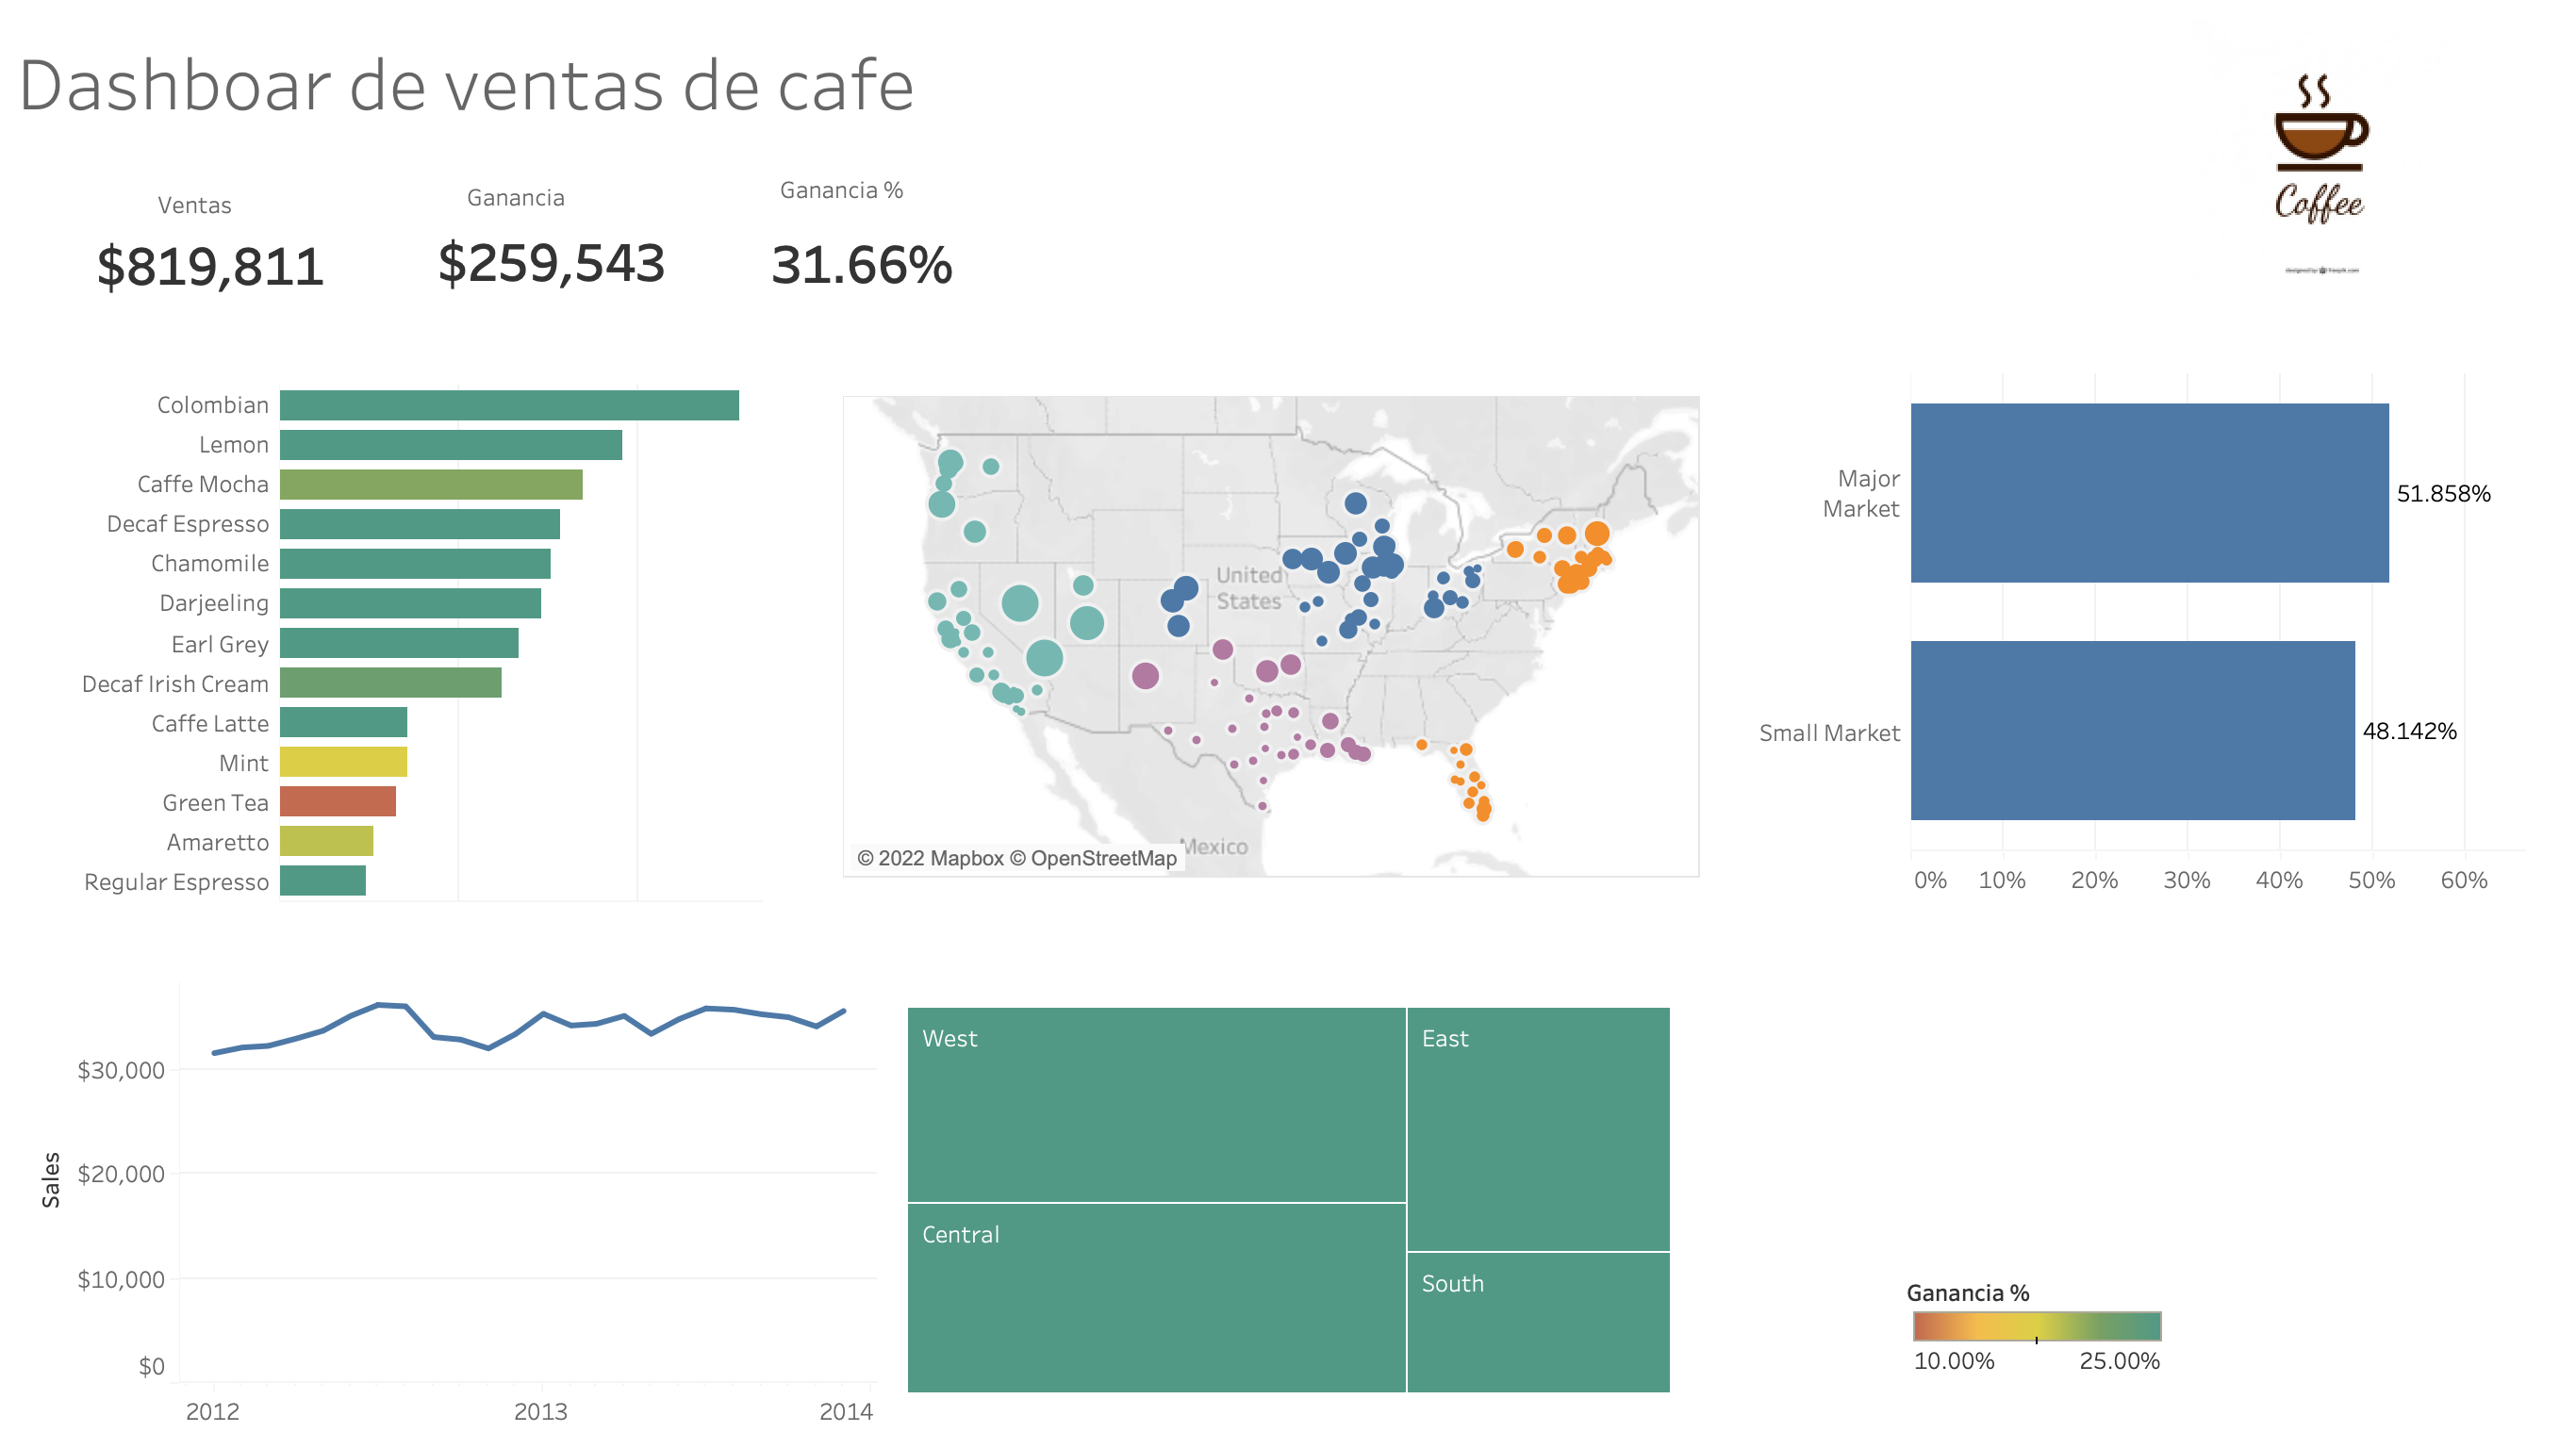 Dashboar de ventas de cafe
Coffee
Ventas
$819,811
Ganancia
$259,543
Ganancia %
31.66%
Colombian
Lemon
Caffe Mocha
Decaf Espresso
Chamomile
Darjeeling
Earl Grey
Decaf Irish Cream
Caffe Latte
Mint
Green Tea
Amaretto
Regular Espresso
United
States
Mexico
© 2022 Mapbox © OpenStreetMap
Major
Market
51.858%
Small Market
48.142%
0% 10% 20% 30% 40% 50% 60%
Sales
$30,000
$20,000
$10,000
$0
2012 2013 2014
West
East
Central
South
Ganancia %
10.00% 25.00%